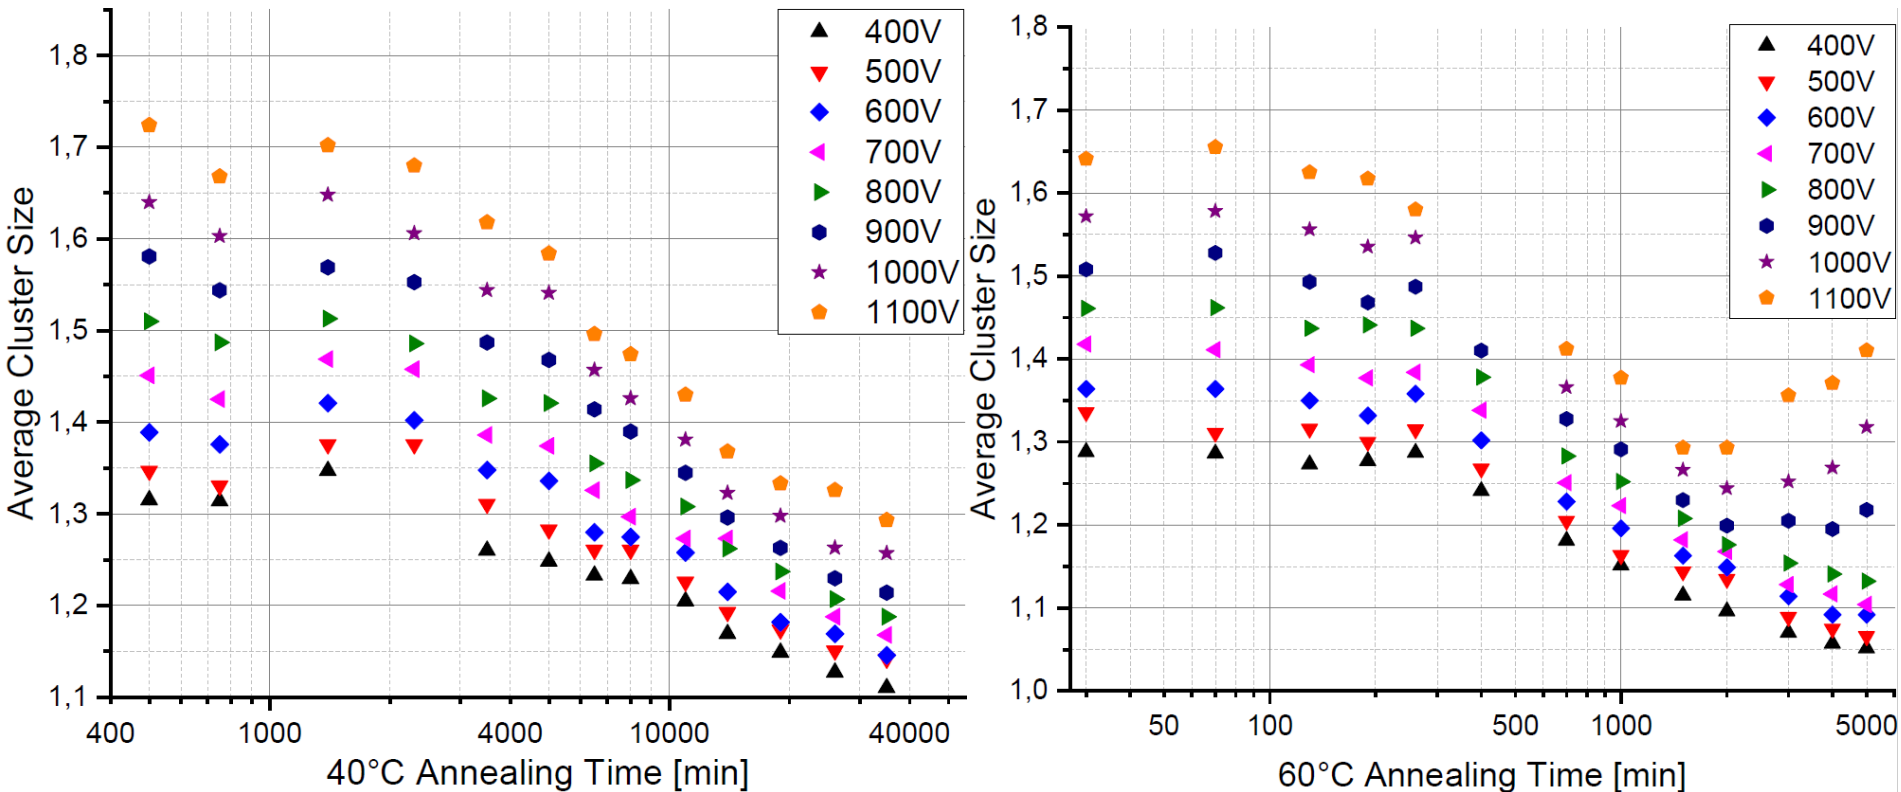 1,8
1,7
1,6
1,5
1,4
1,3
1,2
1,1
Average Cluster Size
400 1000 4000 10000 40000
40°C Annealing Time [min]
400V
500V
600V
700V
800V
900V
1000V
1100V
1,8
1,7
1,6
1,5
1,4
1,3
1,2
1,1
1,0
Average Cluster Size
50 100 500 1000 5000
60°C Annealing Time [min]
400V
500V
600V
700V
800V
900V
1000V
1100V